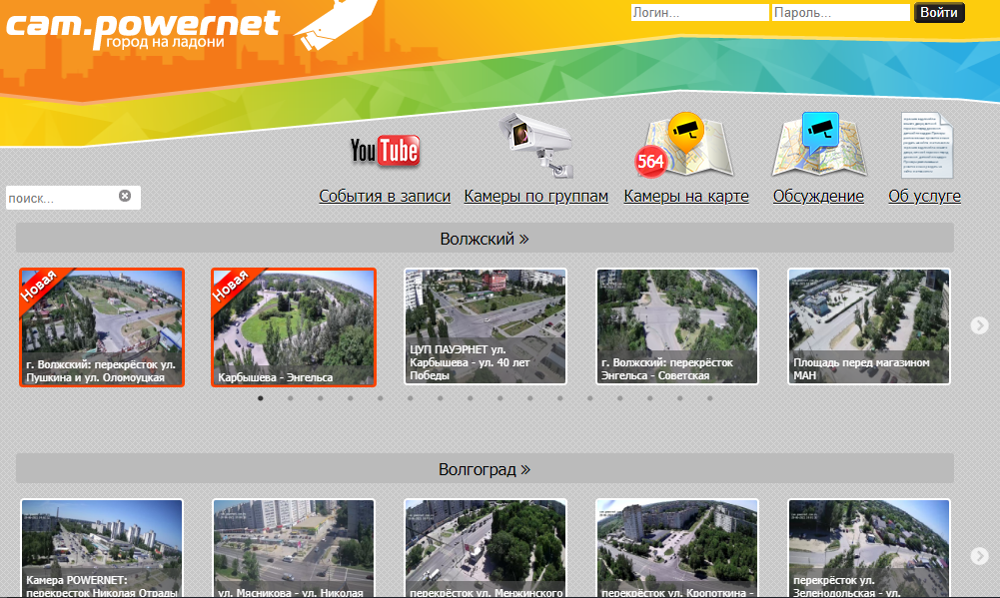 cam.powernet
город на ладони
Логин...
Пароль...
Войти
You Tube
564
События в записи
Камеры по группам
Камеры на карте
Обсуждение
Об услуге
поиск...
Волжский »
Новая
г. Волжский: перекрёсток ул.
Пушкина и ул. Оломоуцкая
Новая
Карбышева - Энгельса
ЦУП ПАУЭРНЕТ ул.
Карбышева - ул. 40 лет
Победы
г. Волжский: перекрёсток
Энгельса - Советская
Площадь перед магазином
МАН
Волгоград »
Камера POWERNET:
перекресток Николая Отрады
ул. Мясникова - ул. Николая
перекрёсток ул. Менжинского
перекрёсток ул. Кропоткина -
перекрёсток ул.
Зеленодольская - ул.